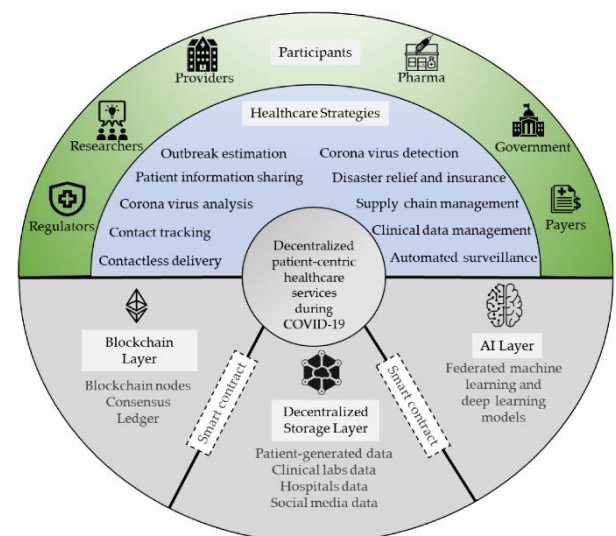 Participants
Providers
Pharma
Researchers
Government
Regulators
Payers
Healthcare Strategies
Outbreak estimation
Patient information sharing
Corona virus analysis
Contact tracking
Contactless delivery
Corona virus detection
Disaster relief and insurance
Supply chain management
Clinical data management
Automated surveillance
Decentralized
patient-centric
healthcare
services
during
COVID-19
Blockchain
Layer
Blockchain nodes
Consensus
Ledger
Smart contract
Decentralized
Storage Layer
Patient-generated data
Clinical labs data
Hospitals data
Social media data
Smart contract
AI Layer
Federated machine
learning and
deep learning
models